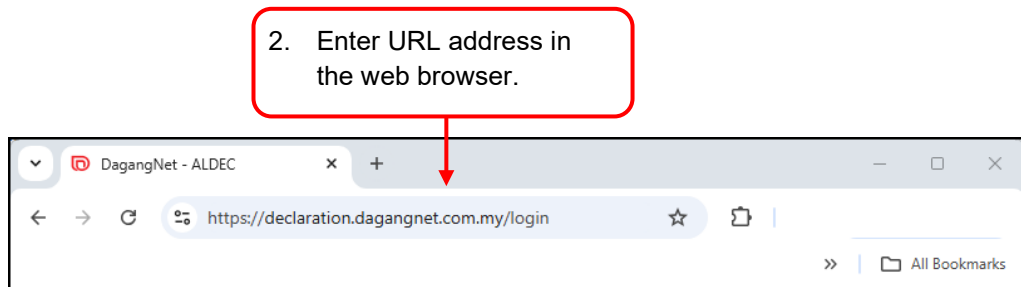 2. Enter URL address in
the web browser.
DagangNet - ALDEC
https://declaration.dagangnet.com.my/login
All Bookmarks